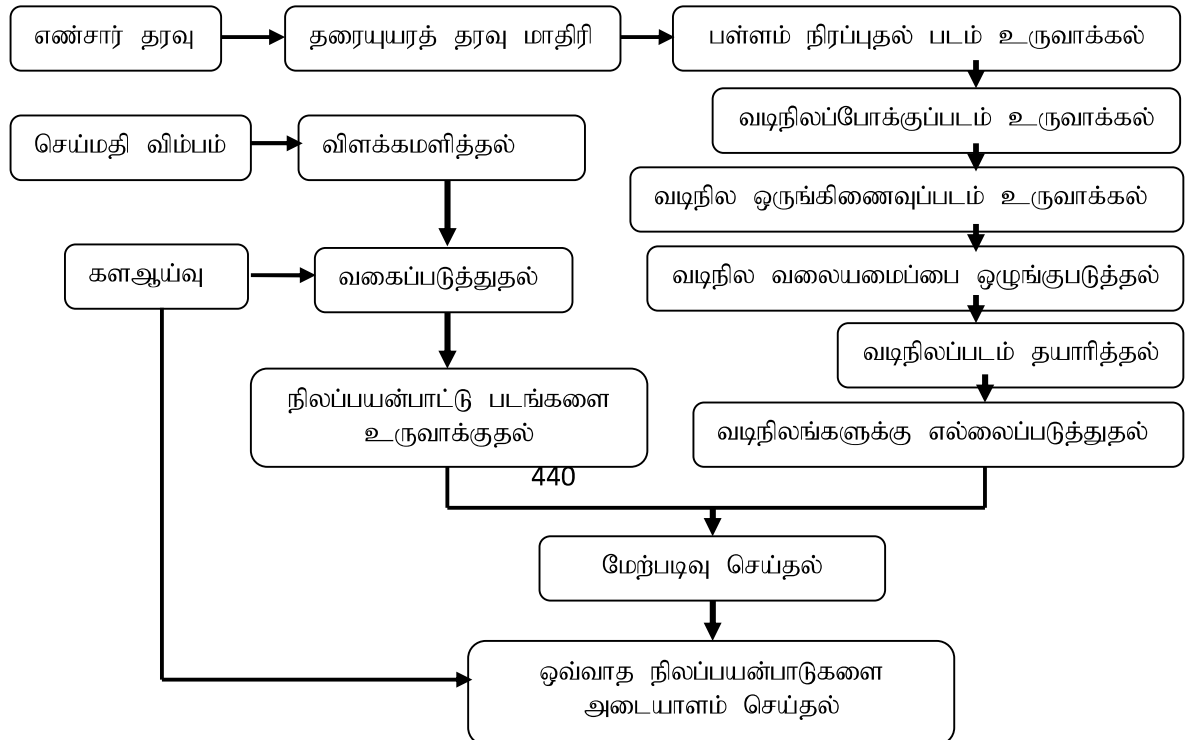 எண்சார் தரவு
தரையுயரத் தரவு மாதிரி
பள்ளம் நிரப்புதல் படம் உருவாக்கல்
வடிநிலப்போக்குப்படம் உருவாக்கல்
செய்மதி விம்பம்
விளக்கமளித்தல்
வடிநில ஒருங்கிணைவுப்படம் உருவாக்கல்
களஆய்வு
வகைப்படுத்துதல்
வடிநில வலையமைப்பை ஒழுங்குபடுத்தல்
வடிநிலப்படம் தயாரித்தல்
நிலப்பயன்பாட்டு படங்களை
உருவாக்குதல்
வடிநிலங்களுக்கு எல்லைப்படுத்துதல்
440
மேற்படிவு செய்தல்
ஒவ்வாத நிலப்பயன்பாடுகளை
அடையாளம் செய்தல்